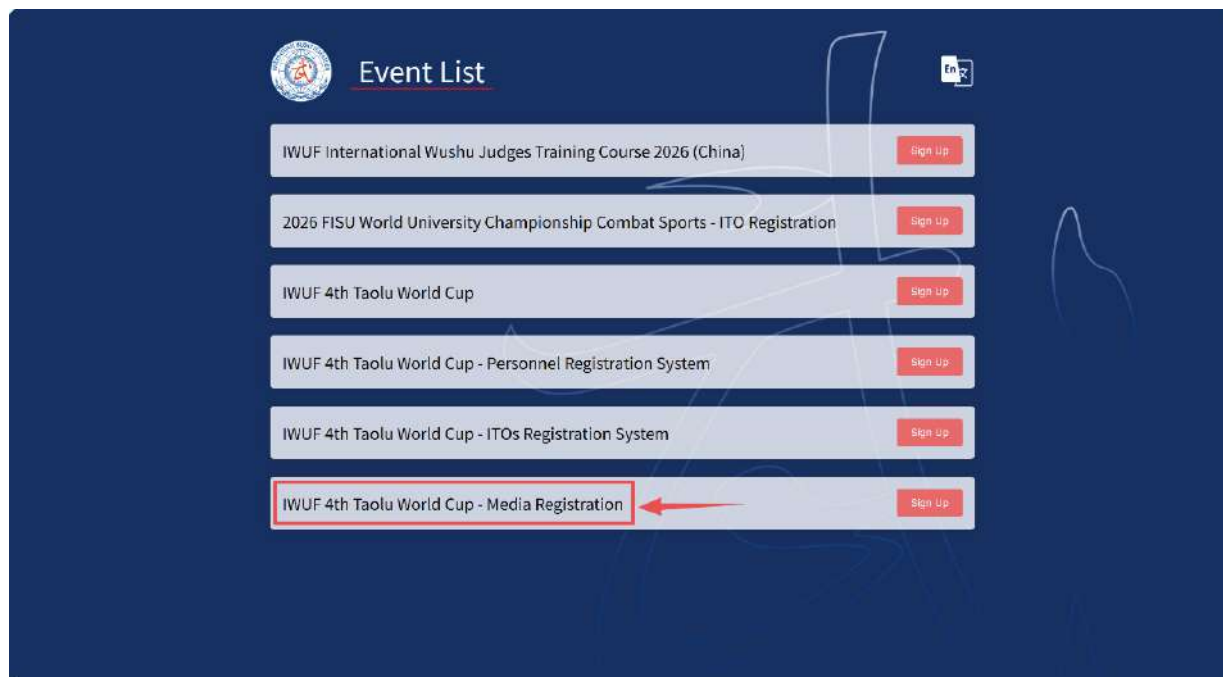 Event List
En
IWUF International Wushu Judges Training Course 2026 (China)
Sign Up
2026 FISU World University Championship Combat Sports - ITO Registration
Sign Up
IWUF 4th Taolu World Cup
Sign Up
IWUF 4th Taolu World Cup - Personnel Registration System
Sign Up
IWUF 4th Taolu World Cup - ITOs Registration System
Sign Up
IWUF 4th Taolu World Cup - Media Registration
Sign Up